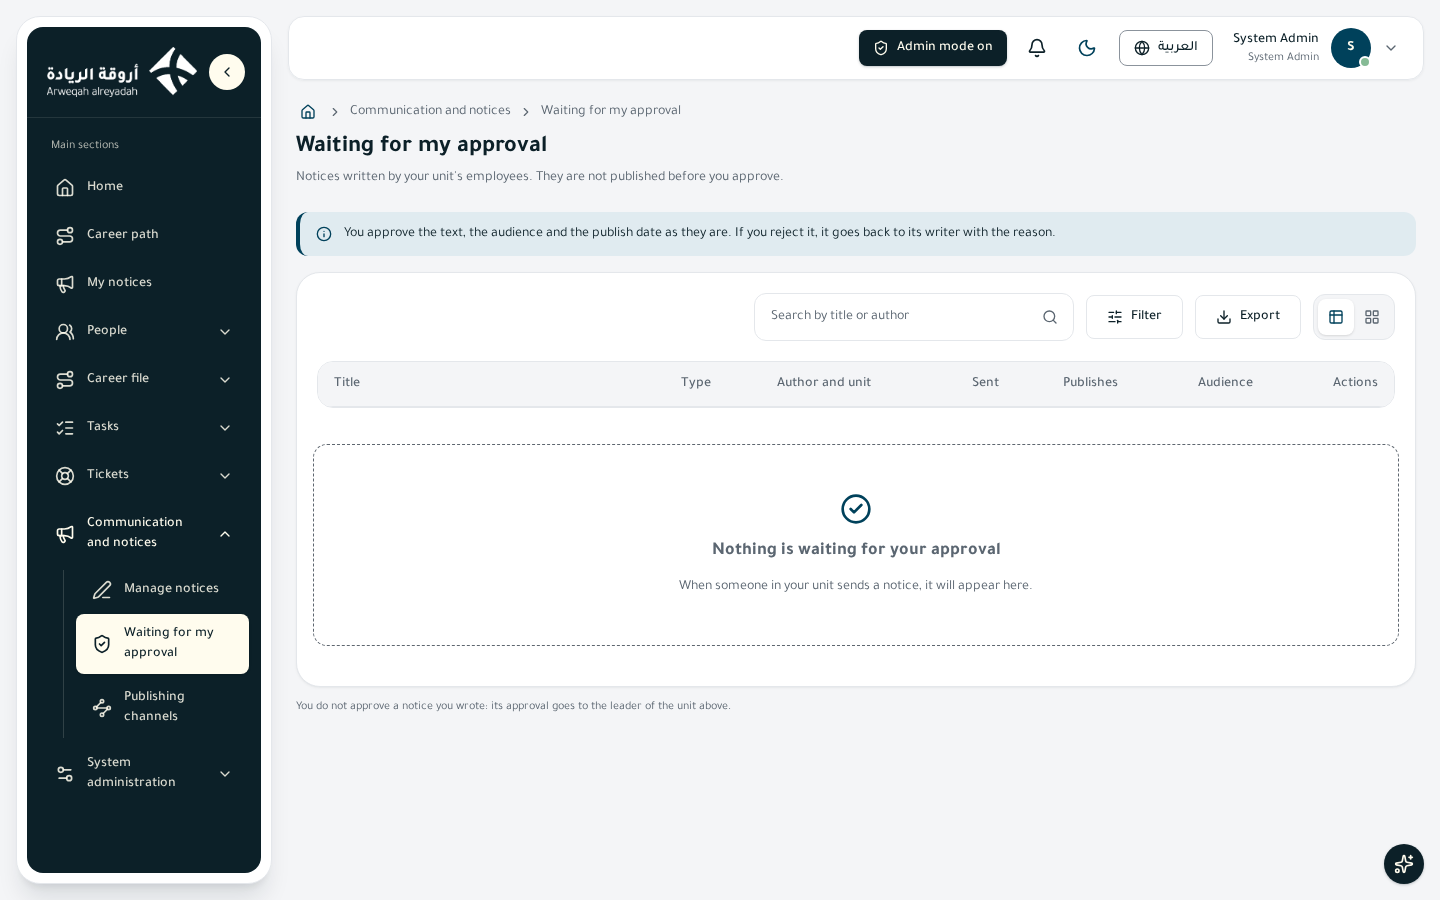 أروقة الريادة
Arweqah alreyadah
Main sections
Home
Career path
My notices
People
Career file
Tasks
Tickets
Communication
and notices
Manage notices
Waiting for my
approval
Publishing
channels
System
administration
Admin mode on
العربية
System Admin
System Admin
S
Communication and notices
Waiting for my approval
Waiting for my approval
Notices written by your unit's employees. They are not published before you approve.
You approve the text, the audience and the publish date as they are. If you reject it, it goes back to its writer with the reason.
Search by title or author
Filter
Export
Title Type Author and unit Sent Publishes Audience Actions
Nothing is waiting for your approval
When someone in your unit sends a notice, it will appear here.
You do not approve a notice you wrote: its approval goes to the leader of the unit above.